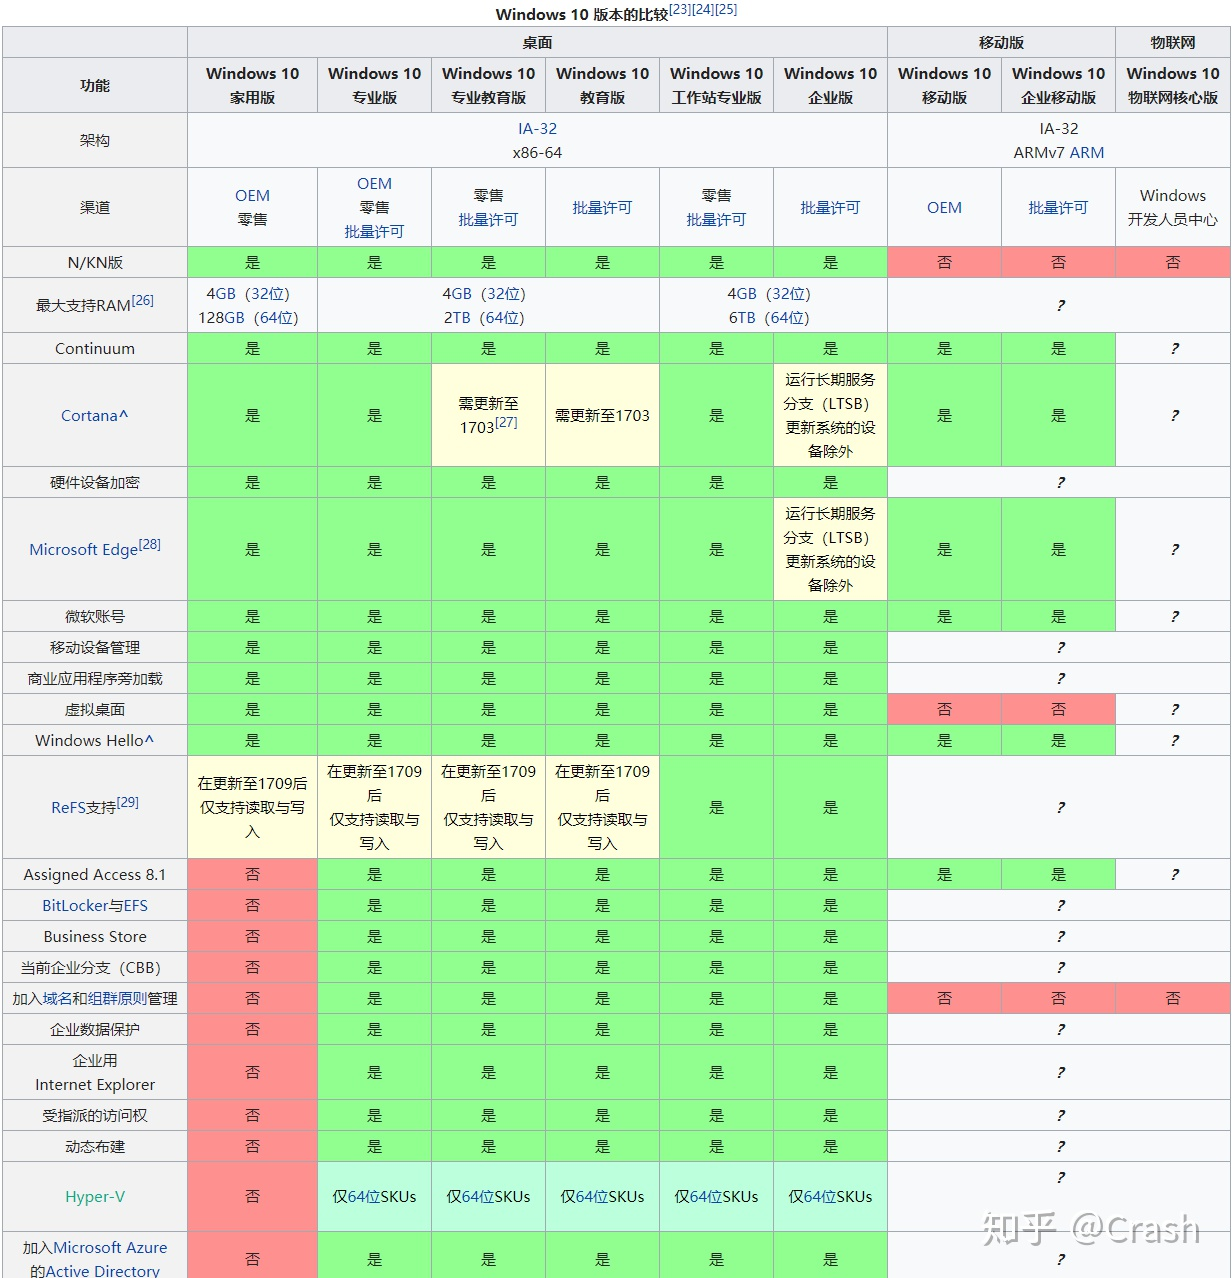 Windows 10 版本的比较[23][24][25]
桌面 移动版 物联网
功能 Windows 10 家用版 Windows 10 专业版 Windows 10 专业教育版 Windows 10 教育版 Windows 10 工作站专业版 Windows 10 企业版 Windows 10 移动版 Windows 10 企业移动版 Windows 10 物联网核心版
架构 IA-32 x86-64 IA-32 ARMv7 ARM
渠道 OEM 零售 OEM 零售 批量许可 零售 批量许可 批量许可 零售 批量许可 批量许可 OEM 批量许可 Windows 开发人员中心
N/KN版 是 是 是 是 是 是 否 否 否
最大支持RAM[26] 4GB（32位） 128GB（64位） 4GB（32位） 2TB（64位） 4GB（32位） 6TB（64位） ?
Continuum 是 是 是 是 是 是 是 是 ?
Cortana^ 是 是 需更新至1703[27] 需更新至1703 是 运行长期服务分支（LTSB）更新系统的设备除外 是 是 ?
硬件设备加密 是 是 是 是 是 是 ?
Microsoft Edge[28] 是 是 是 是 是 运行长期服务分支（LTSB）更新系统的设备除外 是 是 ?
微软账号 是 是 是 是 是 是 是 是 ?
移动设备管理 是 是 是 是 是 是 ?
商业应用程序旁加载 是 是 是 是 是 是 ?
虚拟桌面 是 是 是 是 是 是 否 否 ?
Windows Hello^ 是 是 是 是 是 是 是 是 ?
ReFS支持[29] 在更新至1709后仅支持读取与写入 在更新至1709后仅支持读取与写入 在更新至1709后仅支持读取与写入 在更新至1709后仅支持读取与写入 是 是 ?
Assigned Access 8.1 否 是 是 是 是 是 是 是 ?
BitLocker与EFS 否 是 是 是 是 是 ?
Business Store 否 是 是 是 是 是 ?
当前企业分支（CBB） 否 是 是 是 是 是 ?
加入域名和组群原则管理 否 是 是 是 是 是 否 否 否
企业数据保护 否 是 是 是 是 是 ?
企业用 Internet Explorer 否 是 是 是 是 是 ?
受指派的访问权 否 是 是 是 是 是 ?
动态布建 否 是 是 是 是 是 ?
Hyper-V 否 仅64位SKUs 仅64位SKUs 仅64位SKUs 仅64位SKUs 仅64位SKUs ?
加入Microsoft Azure的Active Directory 否 是 是 是 是 是 ?
知乎 @Crash